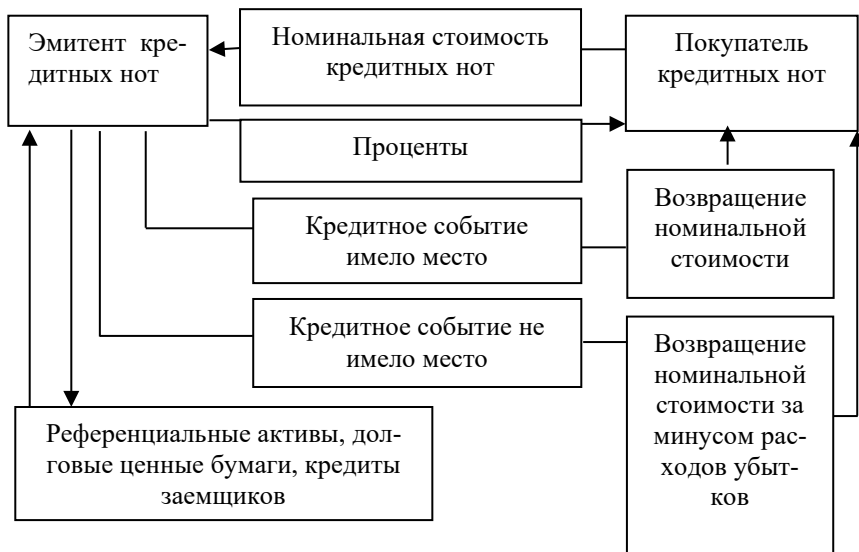 Эмитент кре-
дитных нот
Номинальная стоимость
кредитных нот
Покупатель
кредитных нот
Проценты
Кредитное событие
имело место
Возвращение
номинальной
стоимости
Кредитное событие не
имело место
Возвращение
номинальной
стоимости за
минусом рас-
ходов убыт-
ков
Референциальные активы, дол-
говые ценные бумаги, кредиты
заемщиков